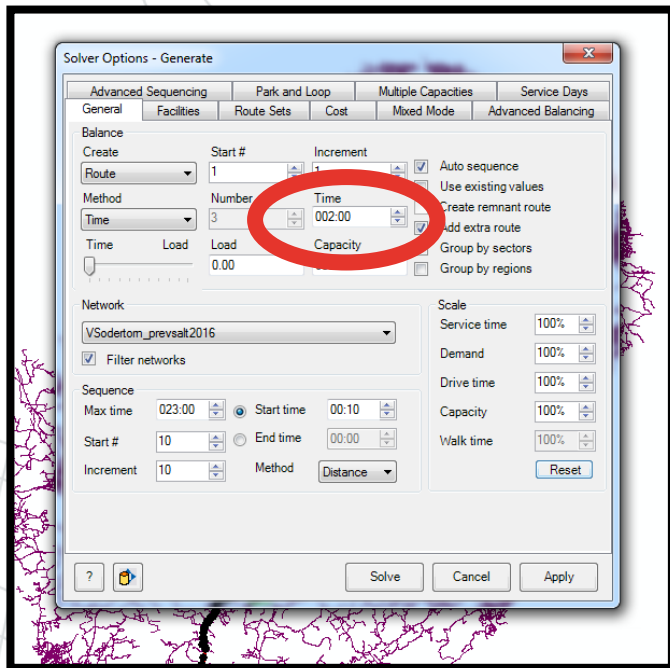 Solver Options - Generate
Advanced Sequencing Park and Loop Multiple Capacities Service Days
General Facilities Route Sets Cost Mixed Mode Advanced Balancing
Balance
Create Start # Increment
Route 1
Auto sequence
Use existing values
Method Number Time
Create remnant route
Time 3 002:00
Add extra route
Time Load Load Capacity
Group by sectors
0.00
Group by regions
Network
VSodertorn_prevsalt2016
Filter networks
Scale
Service time 100%
Demand 100%
Drive time 100%
Capacity 100%
Walk time 100%
Reset
Sequence
Max time 023:00 Start time 00:10
Start # 10 End time 00:00
Increment 10 Method Distance
? Solve Cancel Apply